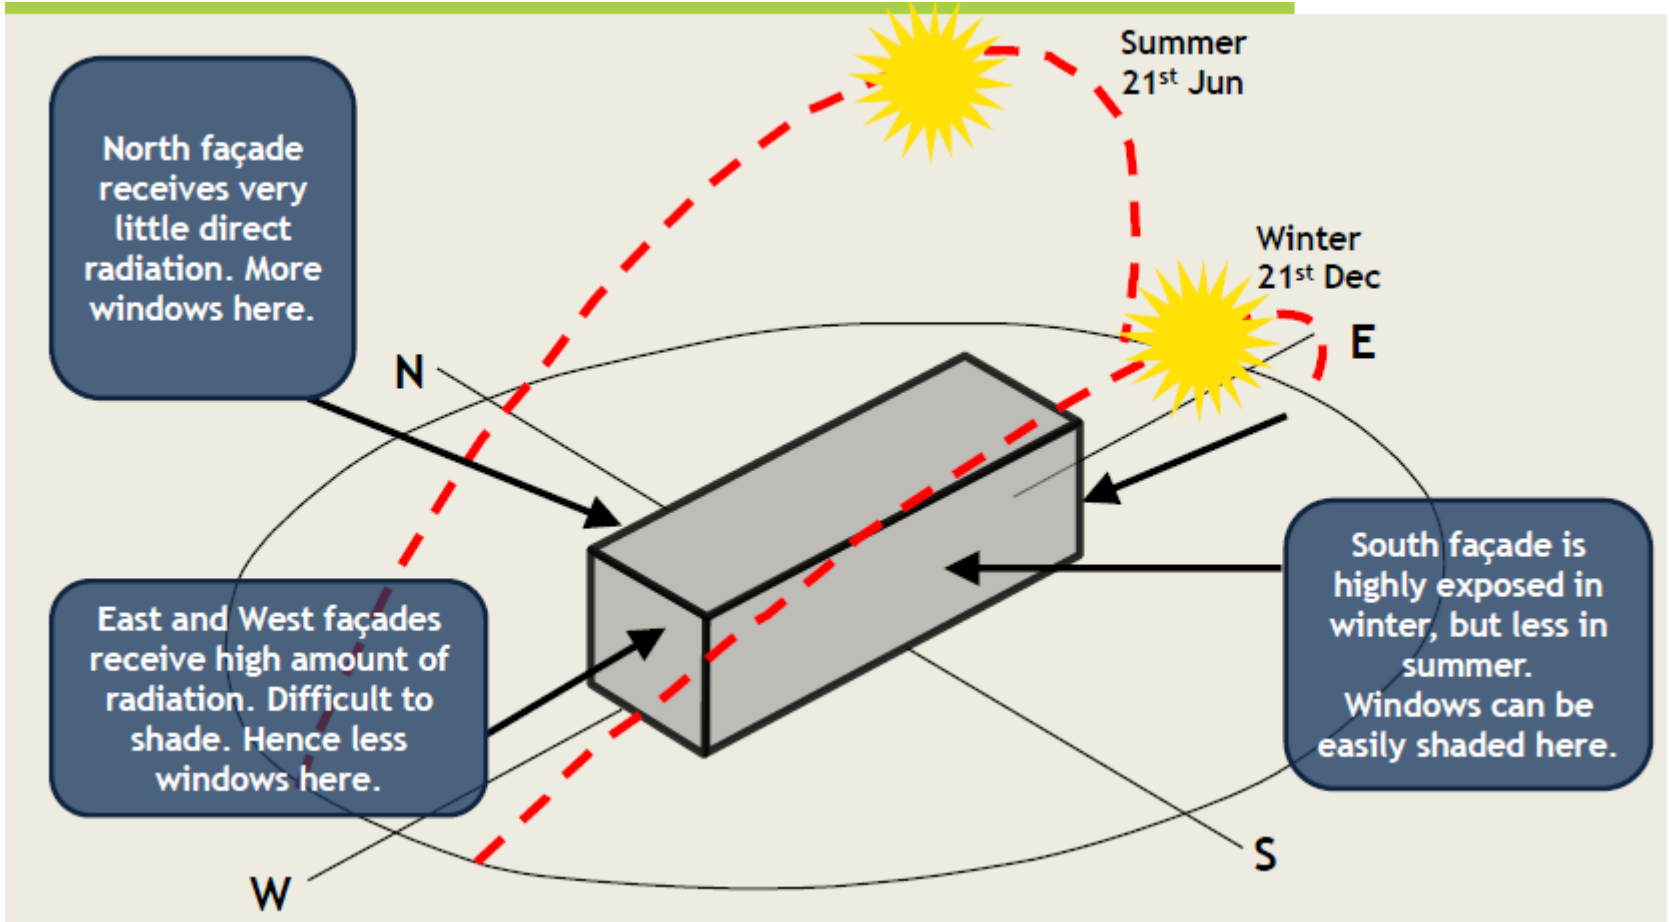 Summer
21st Jun
North façade
receives very
little direct
radiation. More
windows here.
Winter
21st Dec
N
E
East and West façades
receive high amount of
radiation. Difficult to
shade. Hence less
windows here.
South façade is
highly exposed in
winter, but less in
summer.
Windows can be
easily shaded here.
W
S